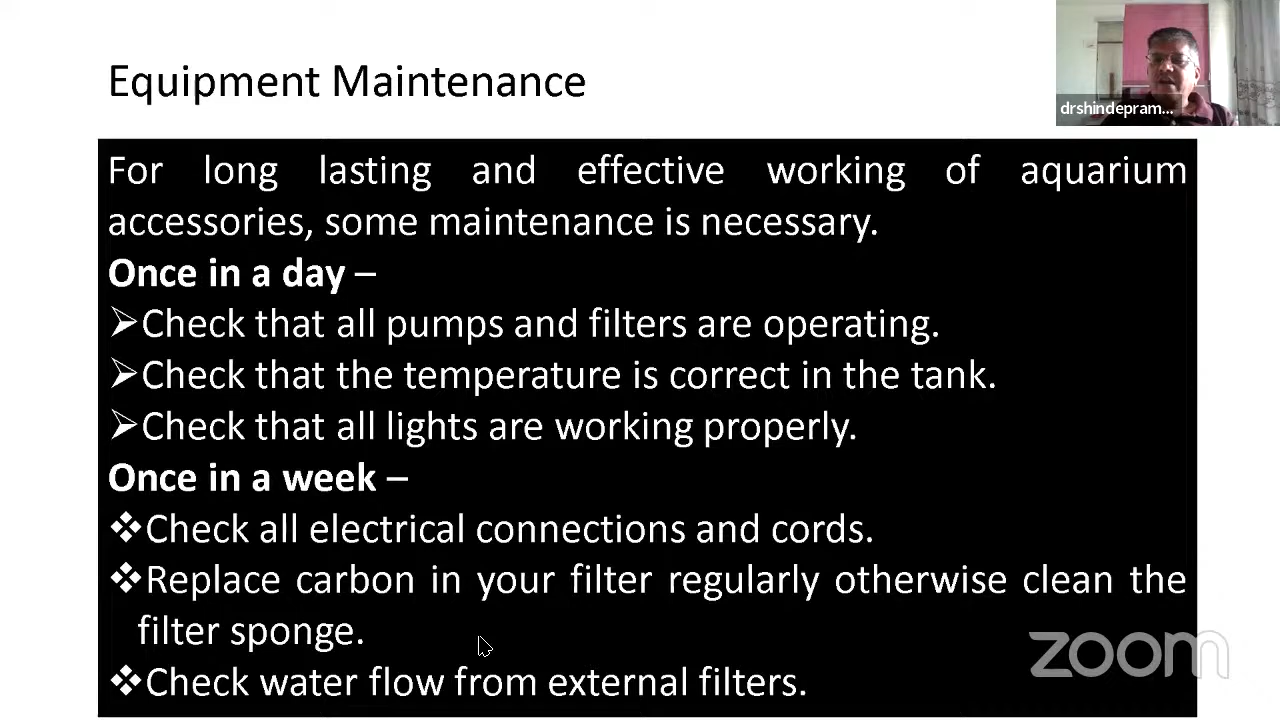 Equipment Maintenance
drshindepram...
For long lasting and effective working of aquarium
accessories, some maintenance is necessary.
Once in a day –
➢Check that all pumps and filters are operating.
➢Check that the temperature is correct in the tank.
➢Check that all lights are working properly.
Once in a week –
❖Check all electrical connections and cords.
❖Replace carbon in your filter regularly otherwise clean the
filter sponge.
❖Check water flow from external filters.
zoom